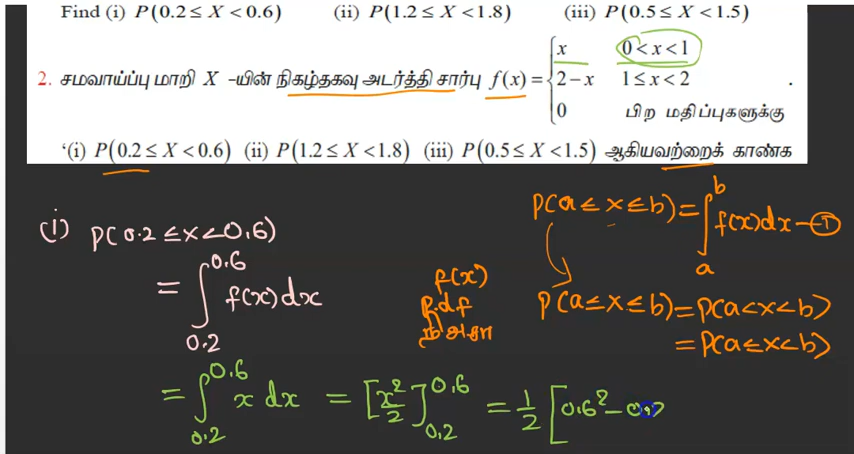 Find (i) P(0.2 ≤ X < 0.6) (ii) P(1.2 ≤ X < 1.8) (iii) P(0.5 ≤ X < 1.5)
x 0 < x < 1
2. சமவாய்ப்பு மாறி X -யின் நிகழ்தகவு அடர்த்தி சார்பு f(x) = { 2 − x 1 ≤ x < 2 .
0 பிற மதிப்புகளுக்கு
‘(i) P(0.2 ≤ X < 0.6) (ii) P(1.2 ≤ X < 1.8) (iii) P(0.5 ≤ X < 1.5) ஆகியவற்றைக் காண்க
(i) P(0.2 ≤ x < 0.6)
= ∫_{0.2}^{0.6} f(x) dx
P(a ≤ x ≤ b) = ∫_a^b f(x) dx — ①
f(x)
p.d.f
P(a ≤ x ≤ b) = P(a < x < b)
= P(a ≤ x < b)
= ∫_{0.2}^{0.6} x dx = [x²/2]_{0.2}^{0.6} = 1/2 [0.6² −